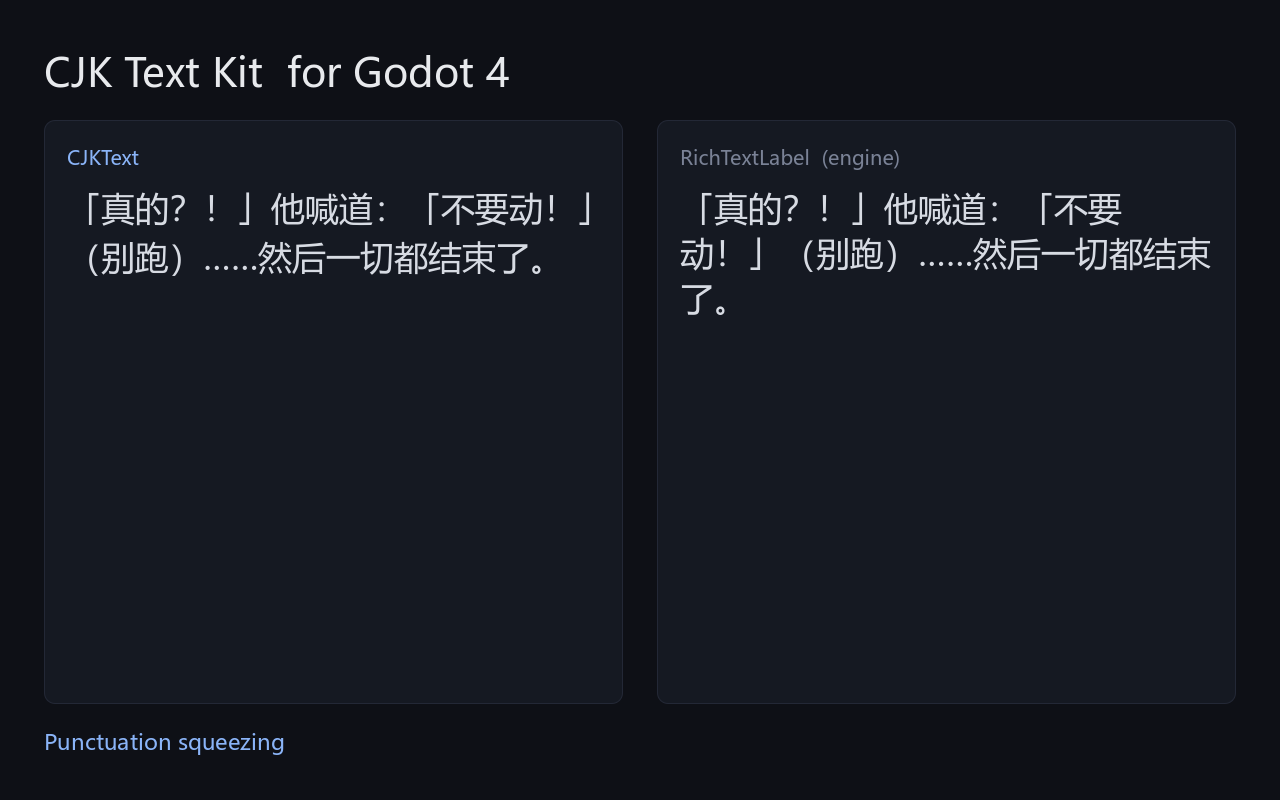 CJK Text Kit  for Godot 4
CJKText
「真的？！」他喊道：「不要动！」
（别跑）……然后一切都结束了。
RichTextLabel  (engine)
「真的？！」他喊道：「不要
动！」（别跑）……然后一切都结束
了。
Punctuation squeezing